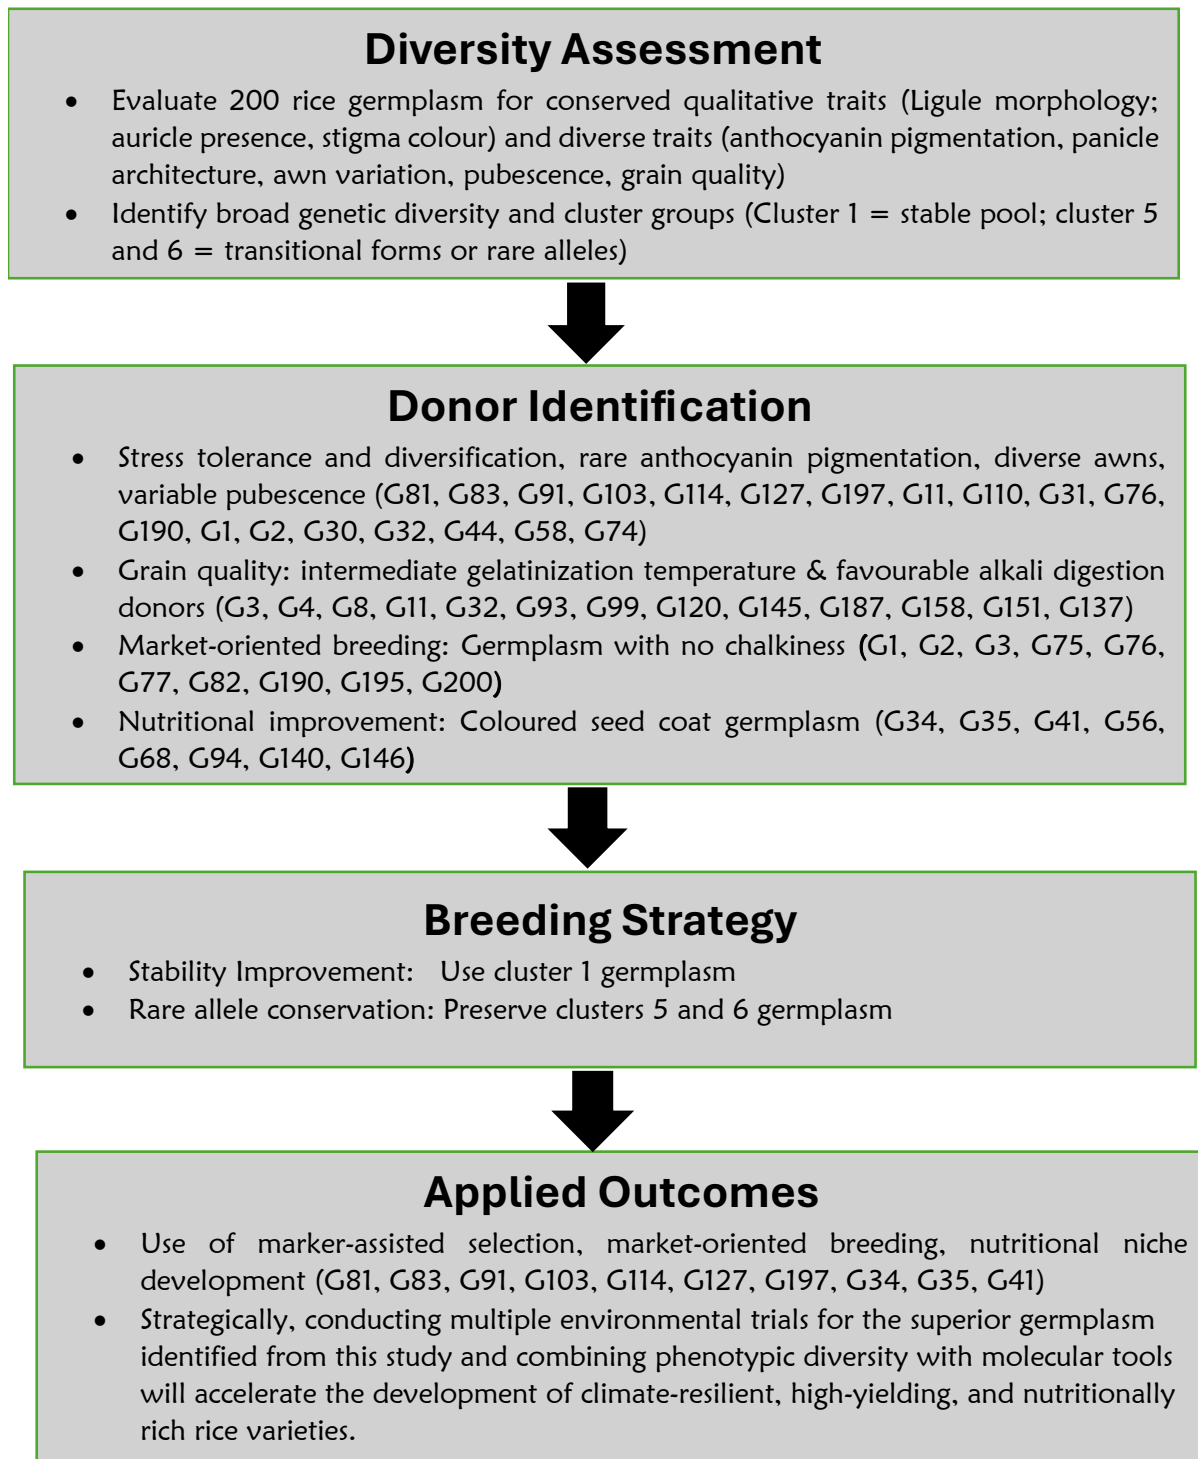 Diversity Assessment
• Evaluate 200 rice germplasm for conserved qualitative traits (Ligule morphology;
auricle presence, stigma colour) and diverse traits (anthocyanin pigmentation, panicle
architecture, awn variation, pubescence, grain quality)
• Identify broad genetic diversity and cluster groups (Cluster 1 = stable pool; cluster 5
and 6 = transitional forms or rare alleles)
Donor Identification
• Stress tolerance and diversification, rare anthocyanin pigmentation, diverse awns,
variable pubescence (G81, G83, G91, G103, G114, G127, G197, G11, G110, G31, G76,
G190, G1, G2, G30, G32, G44, G58, G74)
• Grain quality: intermediate gelatinization temperature & favourable alkali digestion
donors (G3, G4, G8, G11, G32, G93, G99, G120, G145, G187, G158, G151, G137)
• Market-oriented breeding: Germplasm with no chalkiness (G1, G2, G3, G75, G76,
G77, G82, G190, G195, G200)
• Nutritional improvement: Coloured seed coat germplasm (G34, G35, G41, G56,
G68, G94, G140, G146)
Breeding Strategy
• Stability Improvement: Use cluster 1 germplasm
• Rare allele conservation: Preserve clusters 5 and 6 germplasm
Applied Outcomes
• Use of marker-assisted selection, market-oriented breeding, nutritional niche
development (G81, G83, G91, G103, G114, G127, G197, G34, G35, G41)
• Strategically, conducting multiple environmental trials for the superior germplasm
identified from this study and combining phenotypic diversity with molecular tools
will accelerate the development of climate-resilient, high-yielding, and nutritionally
rich rice varieties.